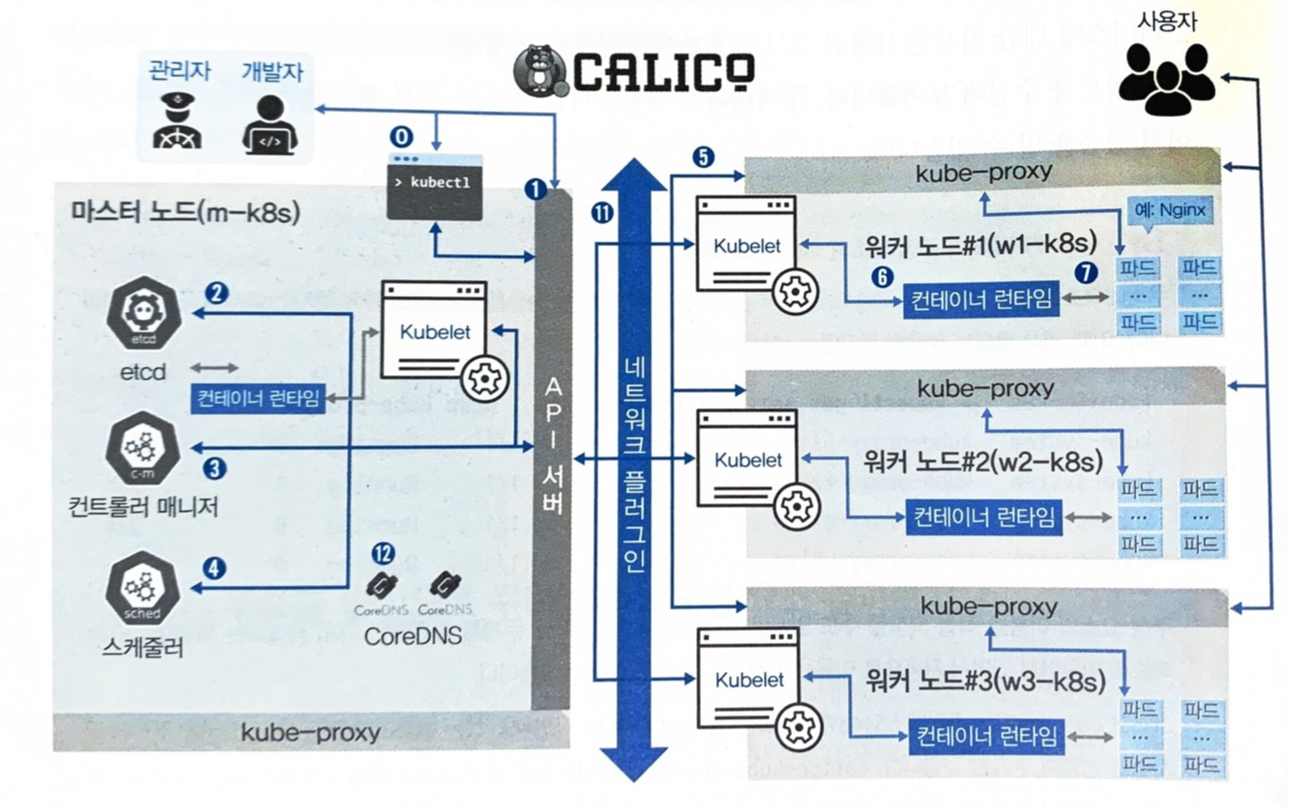 사용자
관리자 개발자
CALICO
</>
0
> kubectl
1
마스터 노드(m-k8s)
2
etcd
etcd
Kubelet
컨테이너 런타임
c-m
3
컨트롤러 매니저
4
sched
스케줄러
12
CoreDNS CoreDNS
CoreDNS
API 서버
kube-proxy
11
네트워크 플러그인
5
kube-proxy
Kubelet
워커 노드#1(w1-k8s)
예: Nginx
6
컨테이너 런타임
7
파드 파드
... ...
파드 파드
kube-proxy
Kubelet
워커 노드#2(w2-k8s)
컨테이너 런타임
파드 파드
... ...
파드 파드
kube-proxy
Kubelet
워커 노드#3(w3-k8s)
컨테이너 런타임
파드 파드
... ...
파드 파드